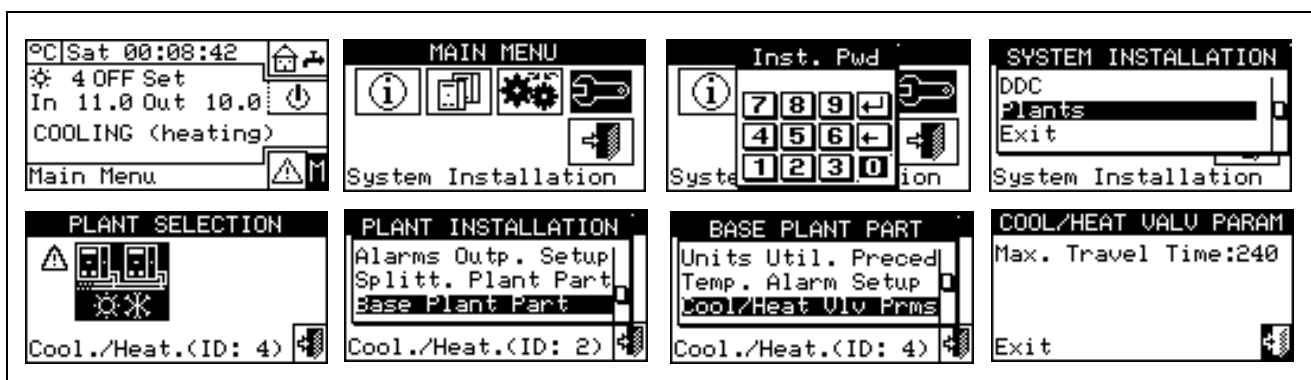 ºC Sat 00:08:42
4 OFF Set
In 11.0 Out 10.0
COOLING (heating)
Main Menu M
MAIN MENU
i
System Installation
Inst. Pwd
i
7 8 9
4 5 6
1 2 3 0
Syste ion
SYSTEM INSTALLATION
DDC
Plants
Exit
System Installation
PLANT SELECTION
Cool./Heat.(ID: 4)
PLANT INSTALLATION
Alarms Outp. Setup
Splitt. Plant Part
Base Plant Part
Cool./Heat.(ID: 2)
BASE PLANT PART
Units Util. Preced
Temp. Alarm Setup
Cool/Heat Vlv Prms
Cool./Heat.(ID: 4)
COOL/HEAT VALV PARAM
Max. Travel Time:240
Exit